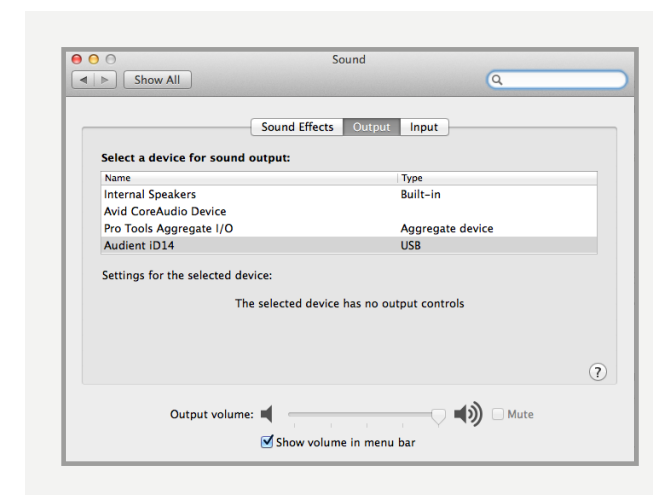 Sound
Show All
Sound Effects Output Input
Select a device for sound output:
Name Type
Internal Speakers Built-in
Avid CoreAudio Device
Pro Tools Aggregate I/O Aggregate device
Audient iD14 USB
Settings for the selected device:
The selected device has no output controls
?
Output volume: Mute
Show volume in menu bar